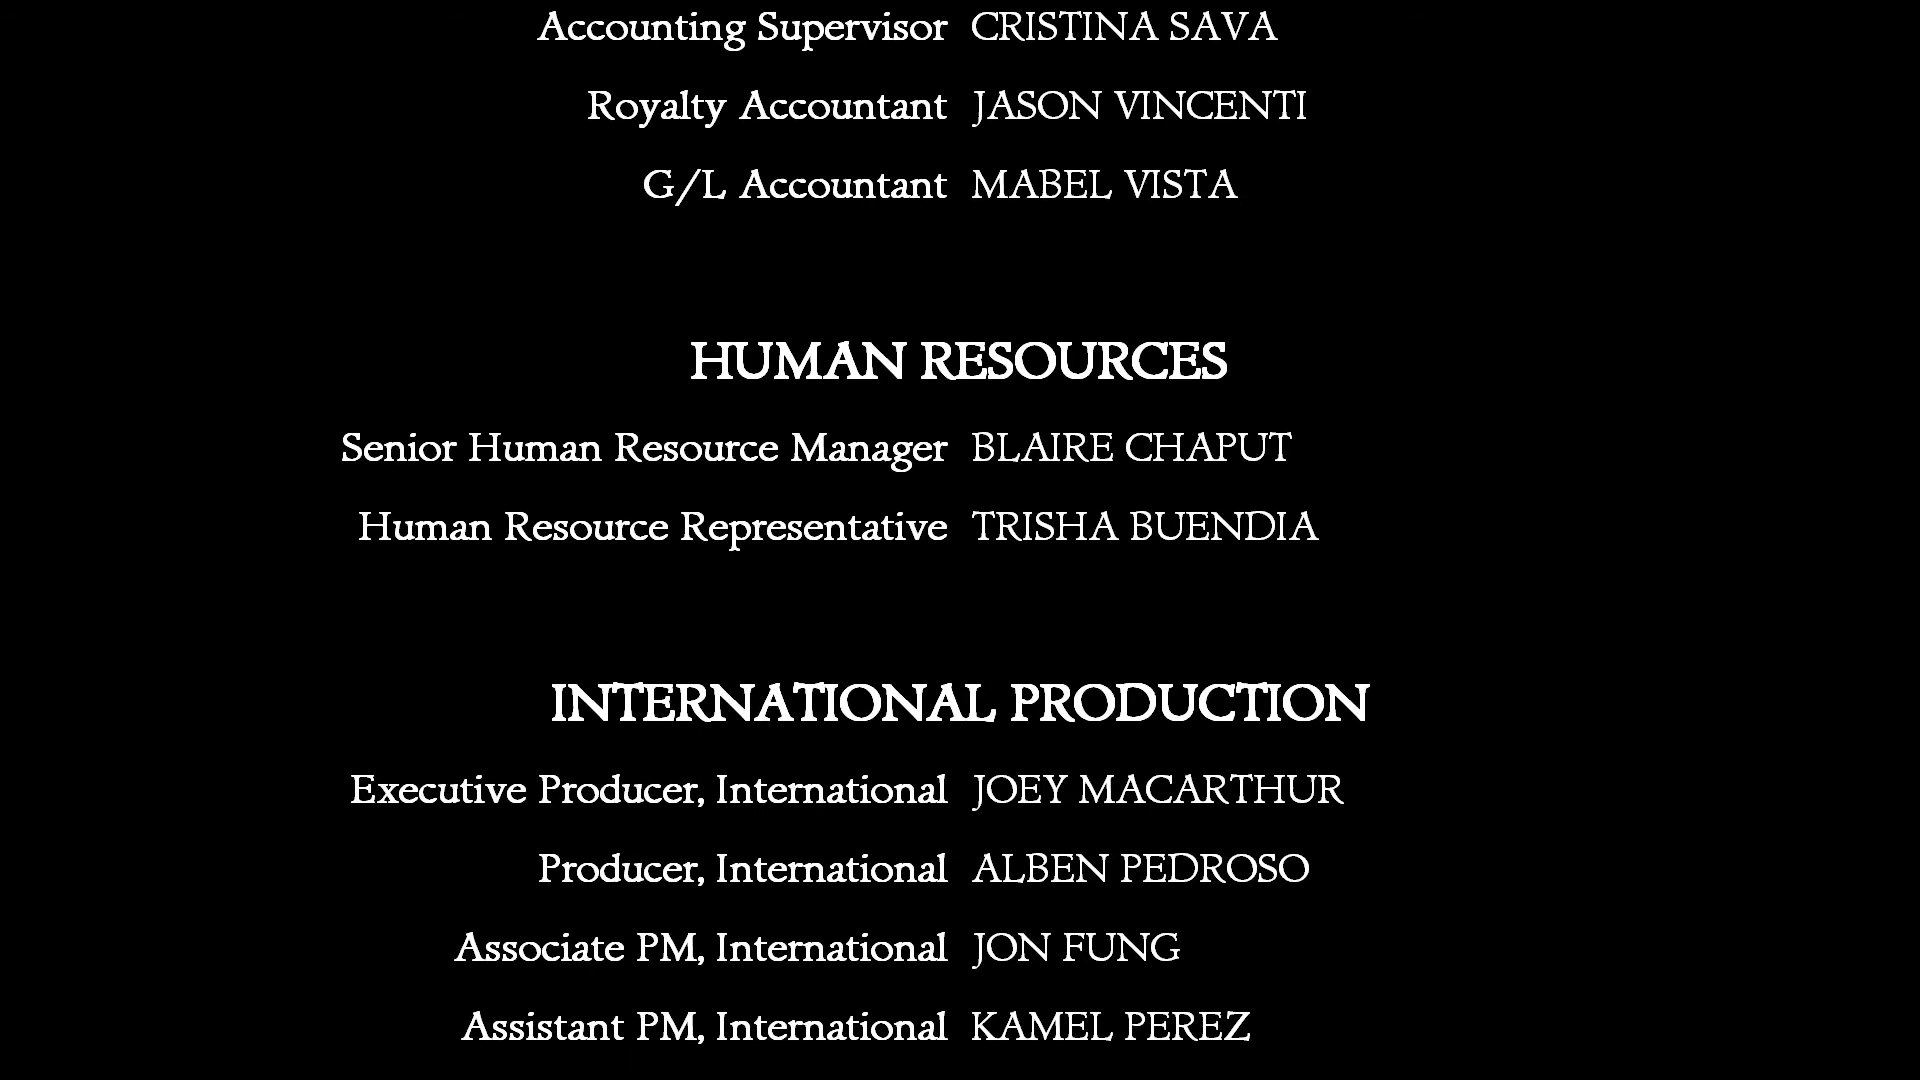 Accounting Supervisor CRISTINA SAVA
Royalty Accountant JASON VINCENTI
G/L Accountant MABEL VISTA
HUMAN RESOURCES
Senior Human Resource Manager BLAIRE CHAPUT
Human Resource Representative TRISHA BUENDIA
INTERNATIONAL PRODUCTION
Executive Producer, International JOEY MACARTHUR
Producer, International ALBEN PEDROSO
Associate PM, International JON FUNG
Assistant PM, International KAMEL PEREZ